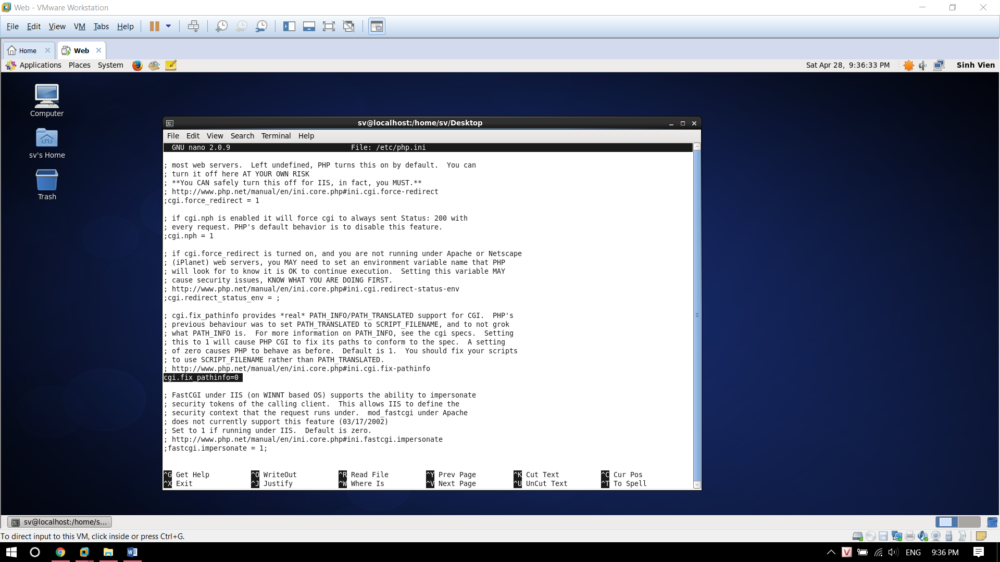 Web - VMware Workstation
File Edit View VM Tabs Help
Home Web
Applications Places System Sat Apr 28, 9:36:33 PM Sinh Vien
Computer
sv's Home
Trash
sv@localhost:/home/sv/Desktop
File Edit View Search Terminal Help
GNU nano 2.0.9 File: /etc/php.ini
; most web servers.  Left undefined, PHP turns this on by default.  You can
; turn it off here AT YOUR OWN RISK
; **You CAN safely turn this off for IIS, in fact, you MUST.**
; http://www.php.net/manual/en/ini.core.php#ini.cgi.force-redirect
;cgi.force_redirect = 1
; if cgi.nph is enabled it will force cgi to always sent Status: 200 with
; every request. PHP's default behavior is to disable this feature.
;cgi.nph = 1
; if cgi.force_redirect is turned on, and you are not running under Apache or Netscape
; (iPlanet) web servers, you MAY need to set an environment variable name that PHP
; will look for to know it is OK to continue execution.  Setting this variable MAY
; cause security issues, KNOW WHAT YOU ARE DOING FIRST.
; http://www.php.net/manual/en/ini.core.php#ini.cgi.redirect-status-env
;cgi.redirect_status_env = ;
; cgi.fix_pathinfo provides *real* PATH_INFO/PATH_TRANSLATED support for CGI.  PHP's
; previous behaviour was to set PATH_TRANSLATED to SCRIPT_FILENAME, and to not grok
; what PATH_INFO is.  For more information on PATH_INFO, see the cgi specs.  Setting
; this to 1 will cause PHP CGI to fix its paths to conform to the spec.  A setting
; of zero causes PHP to behave as before.  Default is 1.  You should fix your scripts
; to use SCRIPT_FILENAME rather than PATH_TRANSLATED.
; http://www.php.net/manual/en/ini.core.php#ini.cgi.fix-pathinfo
cgi.fix_pathinfo=0
; FastCGI under IIS (on WINNT based OS) supports the ability to impersonate
; security tokens of the calling client.  This allows IIS to define the
; security context that the request runs under.  mod_fastcgi under Apache
; does not currently support this feature (03/17/2002)
; Set to 1 if running under IIS.  Default is zero.
; http://www.php.net/manual/en/ini.core.php#ini.fastcgi.impersonate
;fastcgi.impersonate = 1;
^G Get Help ^O WriteOut ^R Read File ^Y Prev Page ^K Cut Text ^C Cur Pos
^X Exit ^J Justify ^W Where Is ^V Next Page ^U UnCut Text ^T To Spell
sv@localhost:/home/s...
To direct input to this VM, click inside or press Ctrl+G.
ENG 9:36 PM